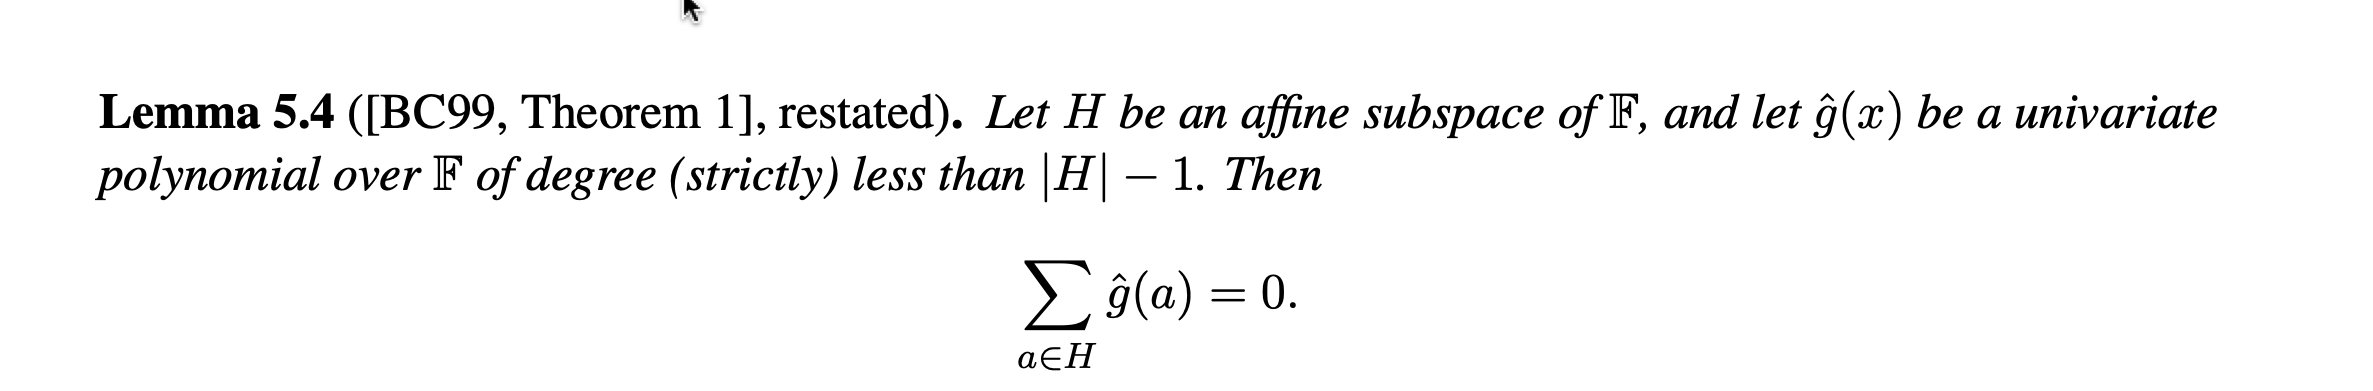 Lemma 5.4 ([BC99, Theorem 1], restated). Let H be an affine subspace of 𝔽, and let ĝ(x) be a univariate
polynomial over 𝔽 of degree (strictly) less than |H| − 1. Then
∑ ĝ(a) = 0.
a∈H